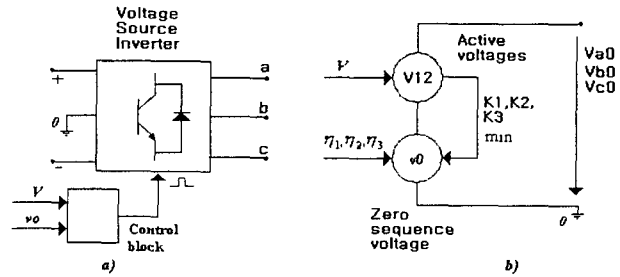 Voltage
Source
Inverter
+
0
-
a
b
c
V
vo
Control
block
a)
V
V12
Active
voltages
K1,K2,
K3
min
η1,η2,η3
v0
Zero
sequence
voltage
Va0
Vb0
Vc0
0
b)